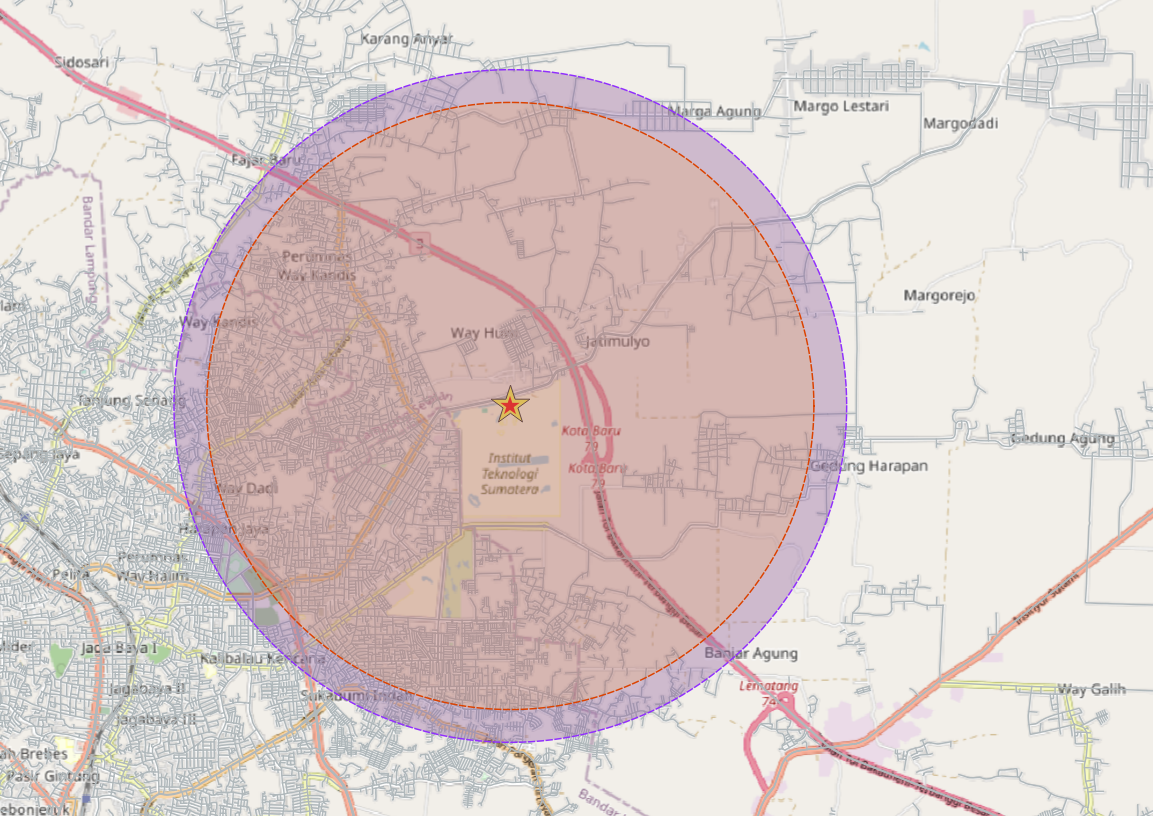 Karang Anyar
Sidosari
Margo Lestari
Marga Agung
Margodadi
Fajar Baru
Bandar Lampung
3
Perumnas
Way Kandis
Margorejo
Way Kandis
Way Huwi
Jatimulyo
Tanjung Senang
Kota Baru
79
Gedung Agung
Sepang Jaya
Institut
Teknologi
Sumatera
Kota Baru
79
Gedung Harapan
Way Dadi
Harapan Jaya
Perumnas
Way Halim
Pelita
Jaga Baya I
Kalibalau Kencana
Banjar Agung
Jagabaya II
Sukabumi Indah
Lematang
74
Way Galih
Jagabaya III
Pasir Gintung
Bandar